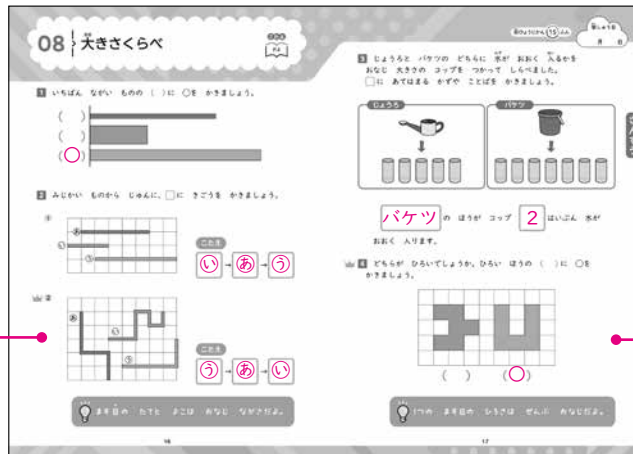 08 大きさくらべ
1 いちばん ながい ものの ( )に ○を かきましょう。
( )
( )
(○)
2 みじかい ものから じゅんに、□に きごうを かきましょう。
①
あ
い
う
こたえ
い→あ→う
②
あ
い
う
こたえ
う→あ→い
ます目の たてと よこは おなじ ながさだよ。
16
月 日
3 じょうろと バケツの どちらに 水が おおく 入るかを
おなじ 大きさの コップを つかって しらべました。
□に あてはまる かずや ことばを かきましょう。
じょうろ
バケツ
バケツ の ほうが コップ 2 はいぶん 水が
おおく 入ります。
4 どちらが ひろいでしょうか。ひろい ほうの ( )に ○を
かきましょう。
( ) (○)
1つの ます目の ひろさは ぜんぶ おなじだよ。
17